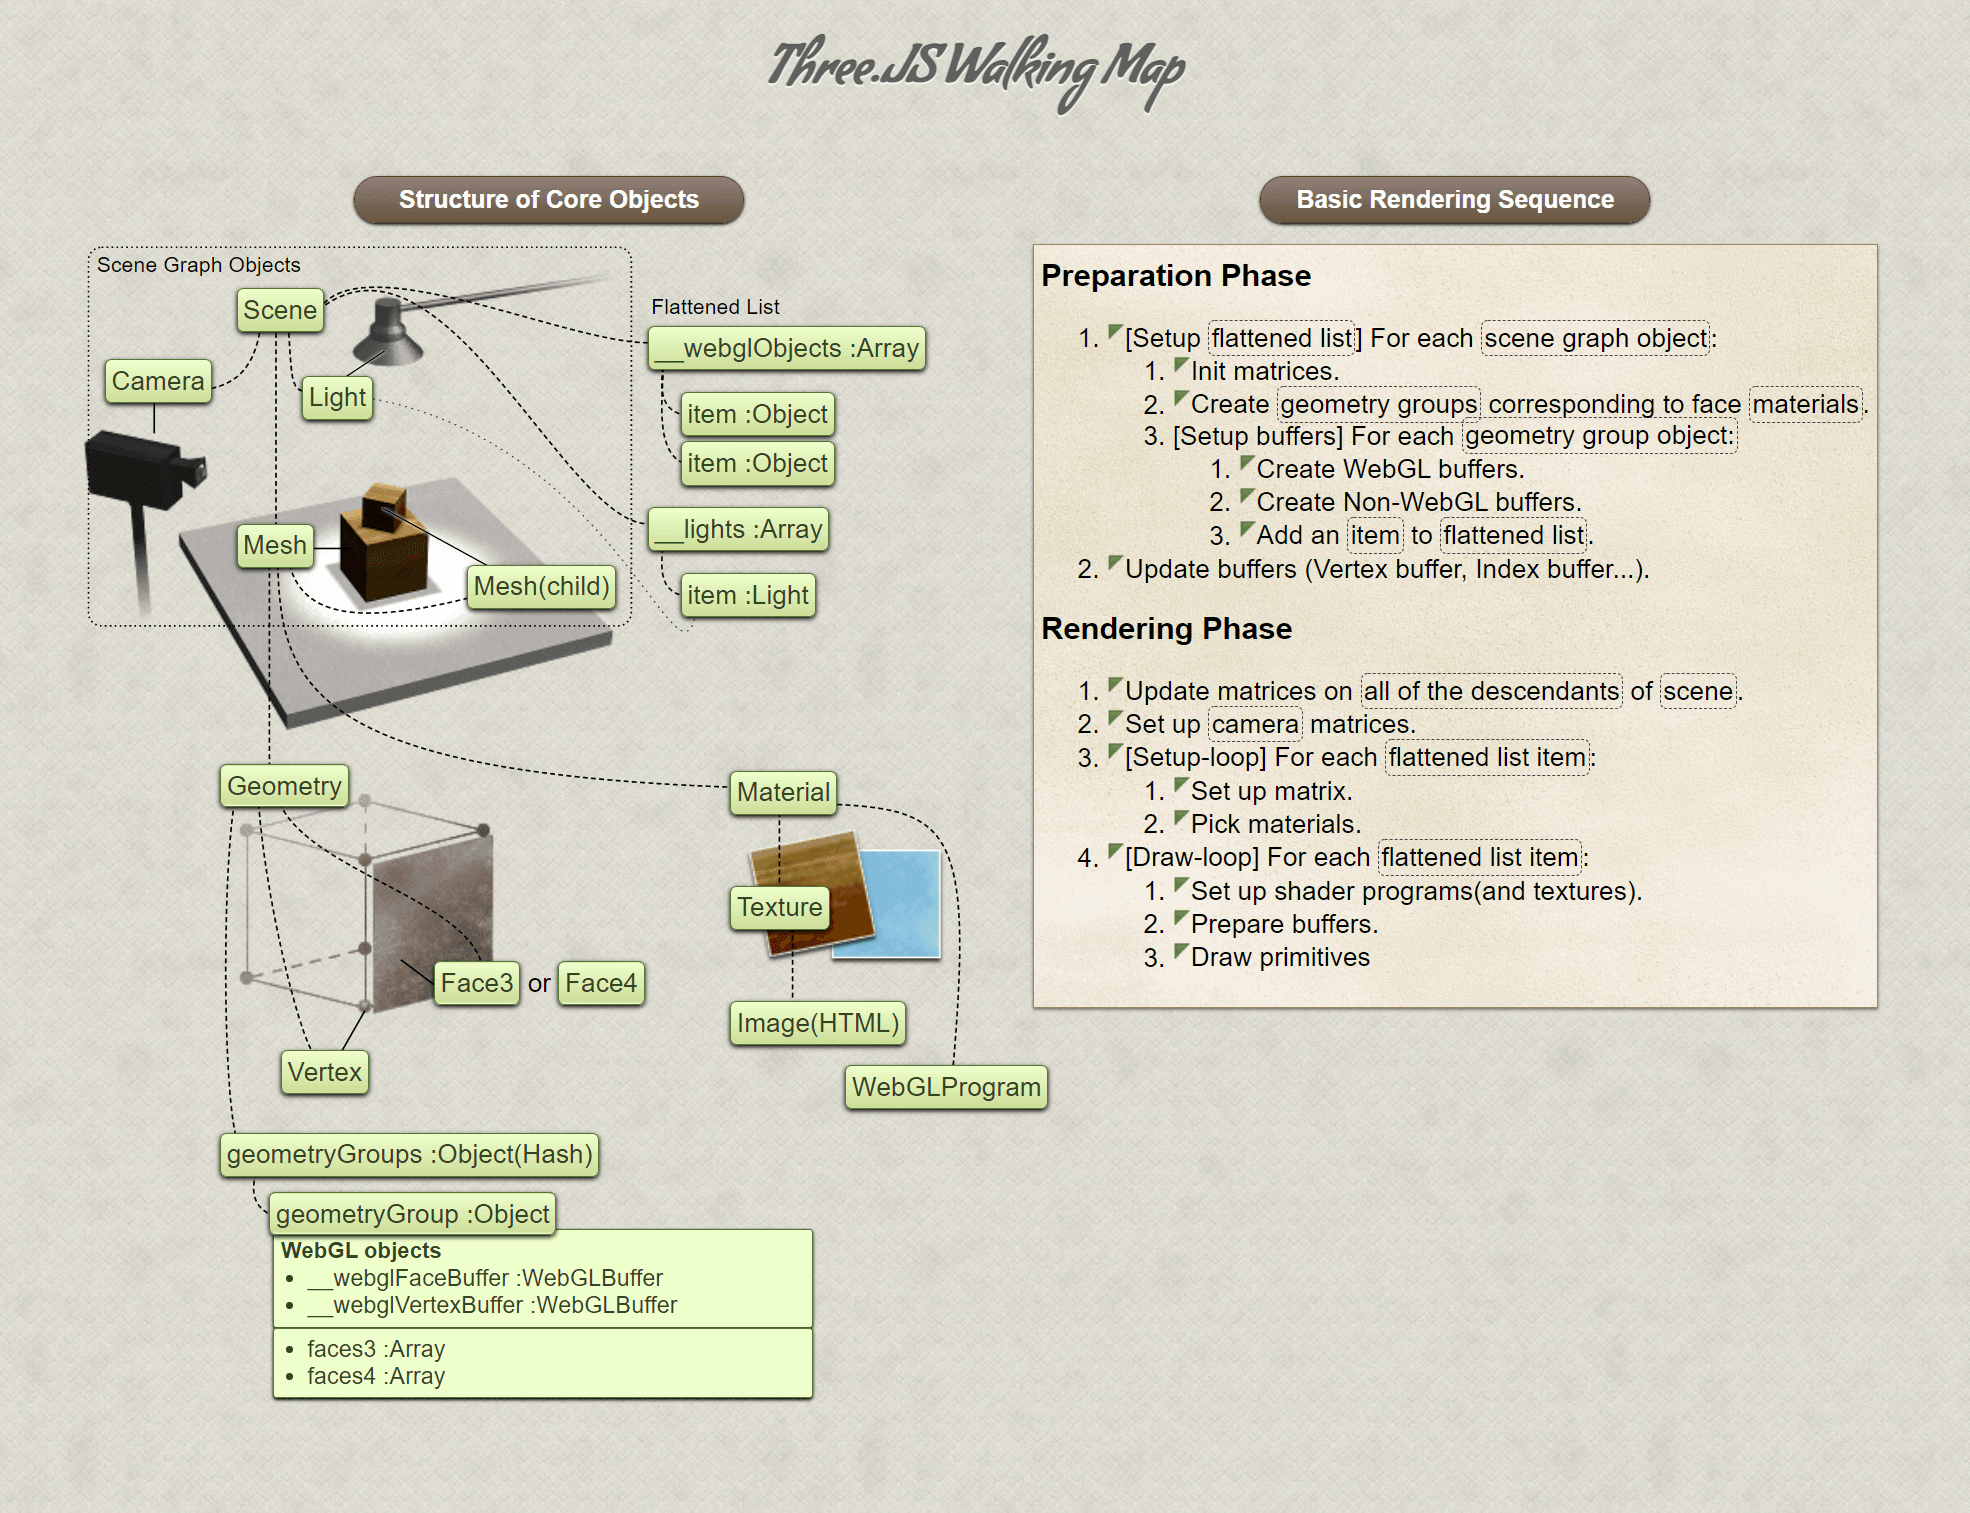 Three.JS Walking Map
Structure of Core Objects
Scene Graph Objects
Scene
Camera
Light
Mesh
Mesh(child)
Flattened List
__webglObjects :Array
item :Object
item :Object
__lights :Array
item :Light
Geometry
Face3 or Face4
Vertex
Material
Texture
Image(HTML)
WebGLProgram
geometryGroups :Object(Hash)
geometryGroup :Object
WebGL objects
• __webglFaceBuffer :WebGLBuffer
• __webglVertexBuffer :WebGLBuffer
• faces3 :Array
• faces4 :Array
Basic Rendering Sequence
Preparation Phase
1. [Setup flattened list] For each scene graph object:
1. Init matrices.
2. Create geometry groups corresponding to face materials.
3. [Setup buffers] For each geometry group object:
1. Create WebGL buffers.
2. Create Non-WebGL buffers.
3. Add an item to flattened list.
2. Update buffers (Vertex buffer, Index buffer...).
Rendering Phase
1. Update matrices on all of the descendants of scene.
2. Set up camera matrices.
3. [Setup-loop] For each flattened list item:
1. Set up matrix.
2. Pick materials.
4. [Draw-loop] For each flattened list item:
1. Set up shader programs(and textures).
2. Prepare buffers.
3. Draw primitives